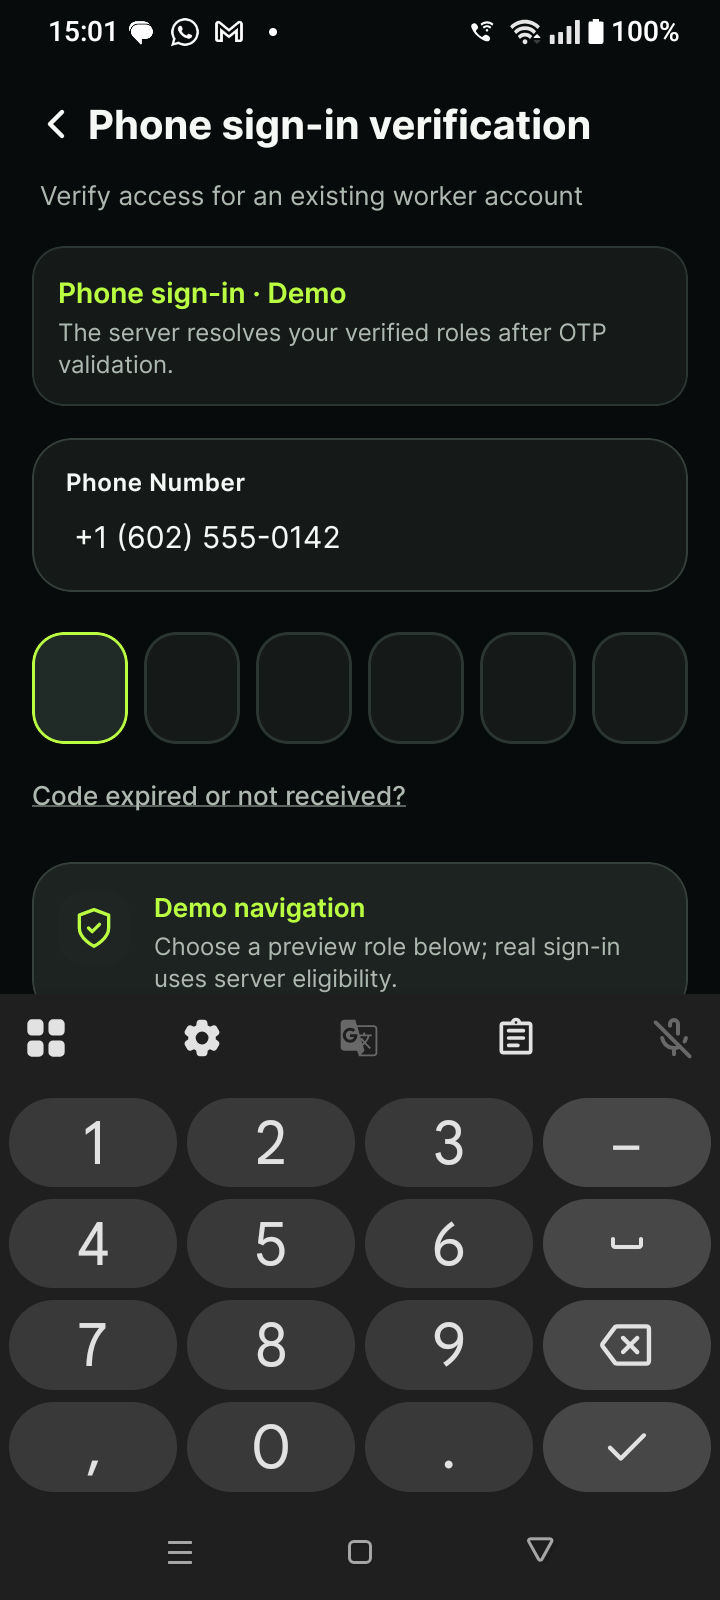 15:01 100%
Phone sign-in verification
Verify access for an existing worker account
Phone sign-in · Demo
The server resolves your verified roles after OTP
validation.
Phone Number
+1 (602) 555-0142
Code expired or not received?
Demo navigation
Choose a preview role below; real sign-in
uses server eligibility.
1 2 3 –
4 5 6
7 8 9
, 0 .